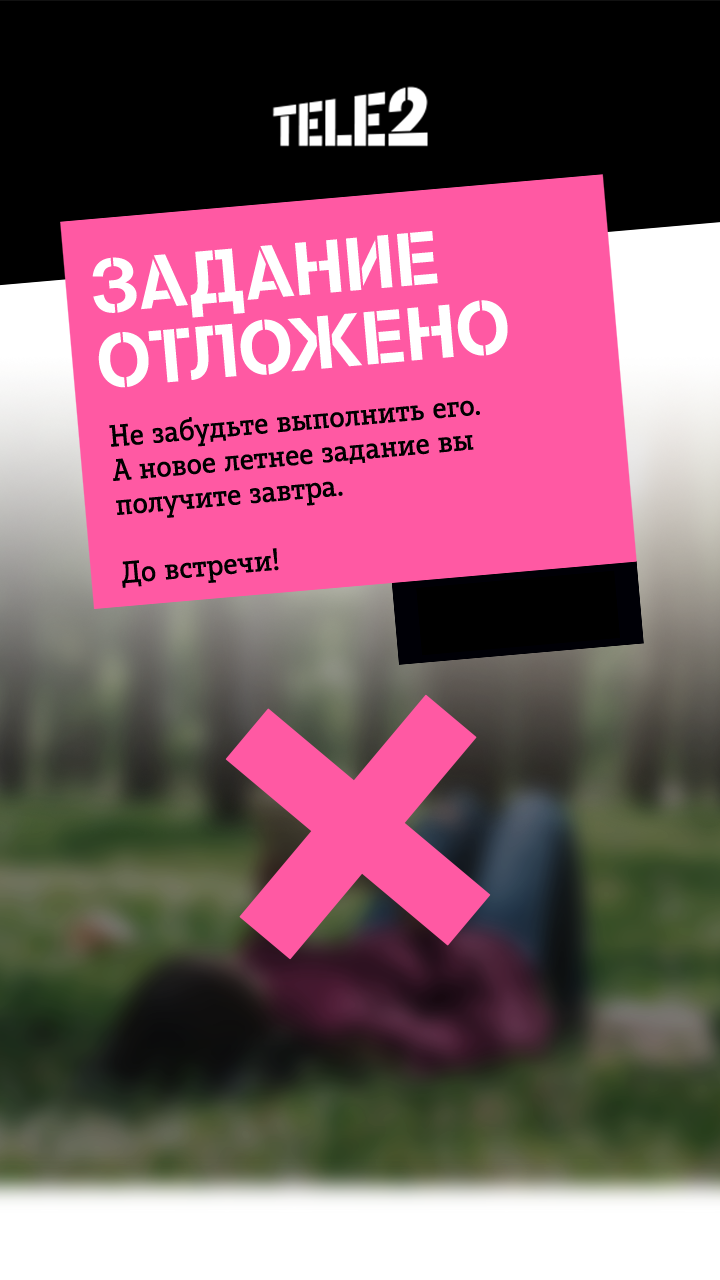 TELE2
ЗАДАНИЕ
ОТЛОЖЕНО
Не забудьте выполнить его.
А новое летнее задание вы
получите завтра.
До встречи!